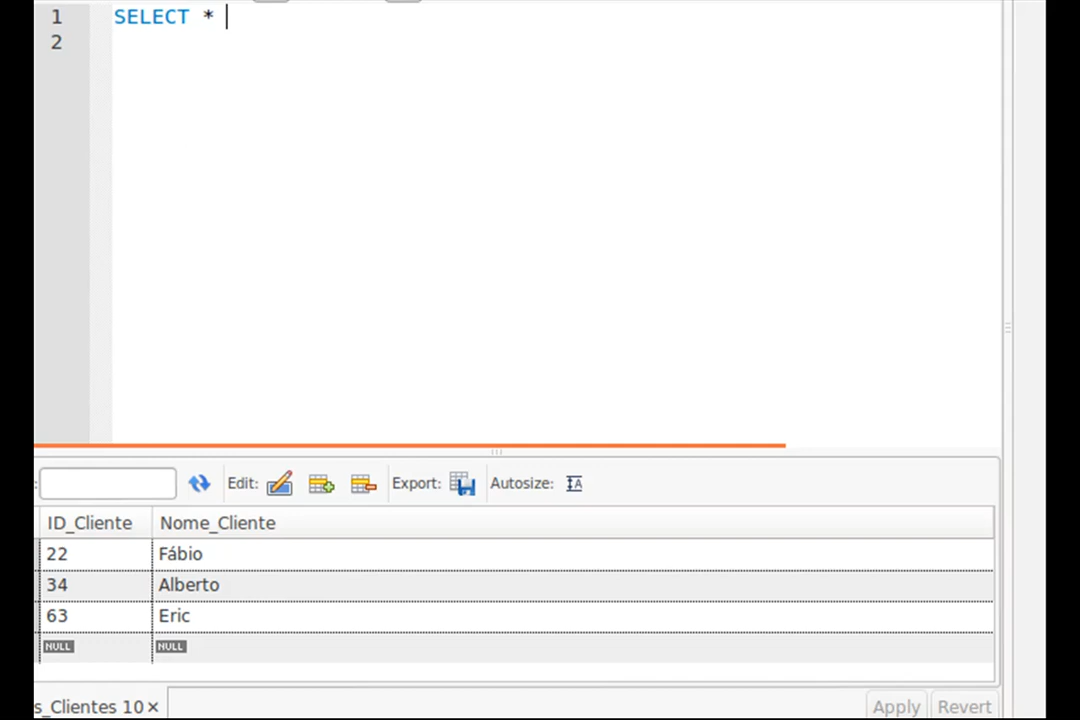 1 SELECT *
2
: Edit: Export: Autosize:
ID_Cliente Nome_Cliente
22 Fábio
34 Alberto
63 Eric
NULL NULL
s_Clientes 10 Apply Revert